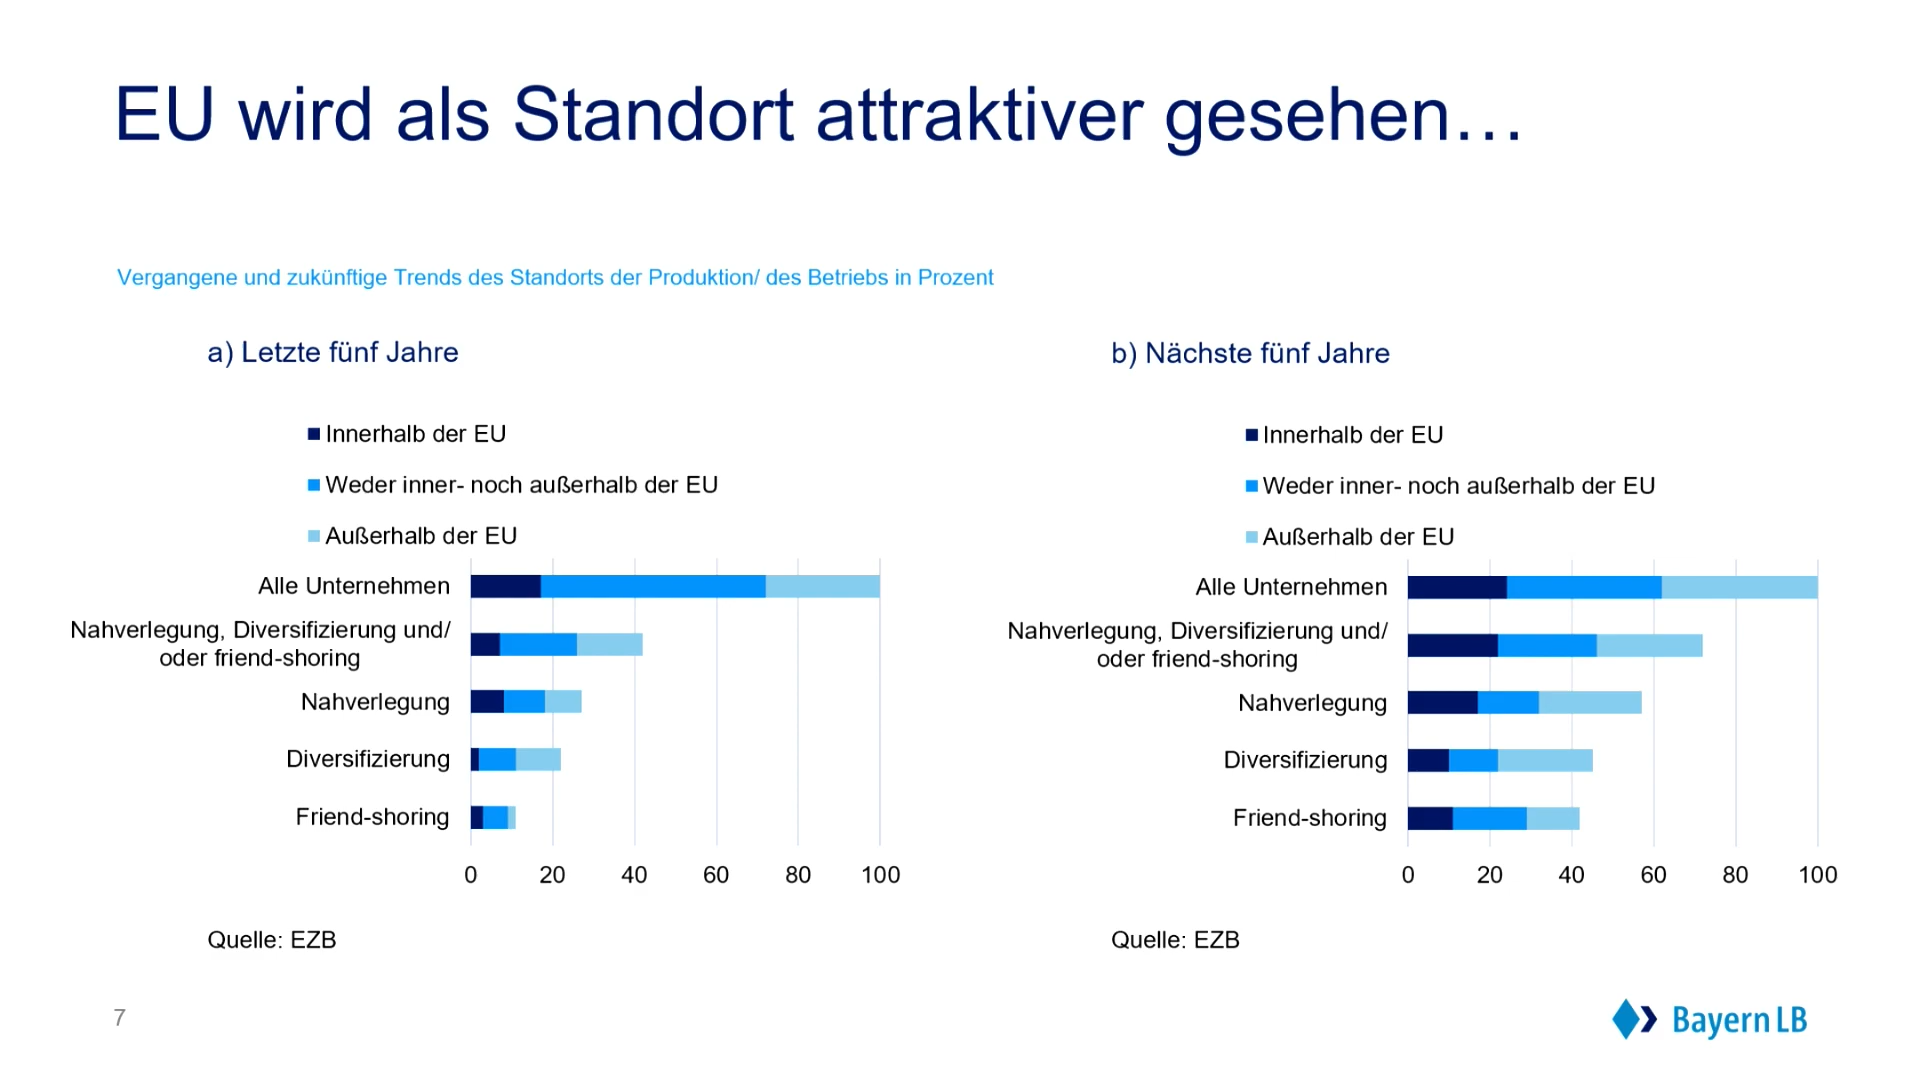 EU wird als Standort attraktiver gesehen…
Vergangene und zukünftige Trends des Standorts der Produktion/ des Betriebs in Prozent
a) Letzte fünf Jahre
Innerhalb der EU
Weder inner- noch außerhalb der EU
Außerhalb der EU
Alle Unternehmen
Nahverlegung, Diversifizierung und/
oder friend-shoring
Nahverlegung
Diversifizierung
Friend-shoring
0 20 40 60 80 100
Quelle: EZB
b) Nächste fünf Jahre
Innerhalb der EU
Weder inner- noch außerhalb der EU
Außerhalb der EU
Alle Unternehmen
Nahverlegung, Diversifizierung und/
oder friend-shoring
Nahverlegung
Diversifizierung
Friend-shoring
0 20 40 60 80 100
Quelle: EZB
7
Bayern LB